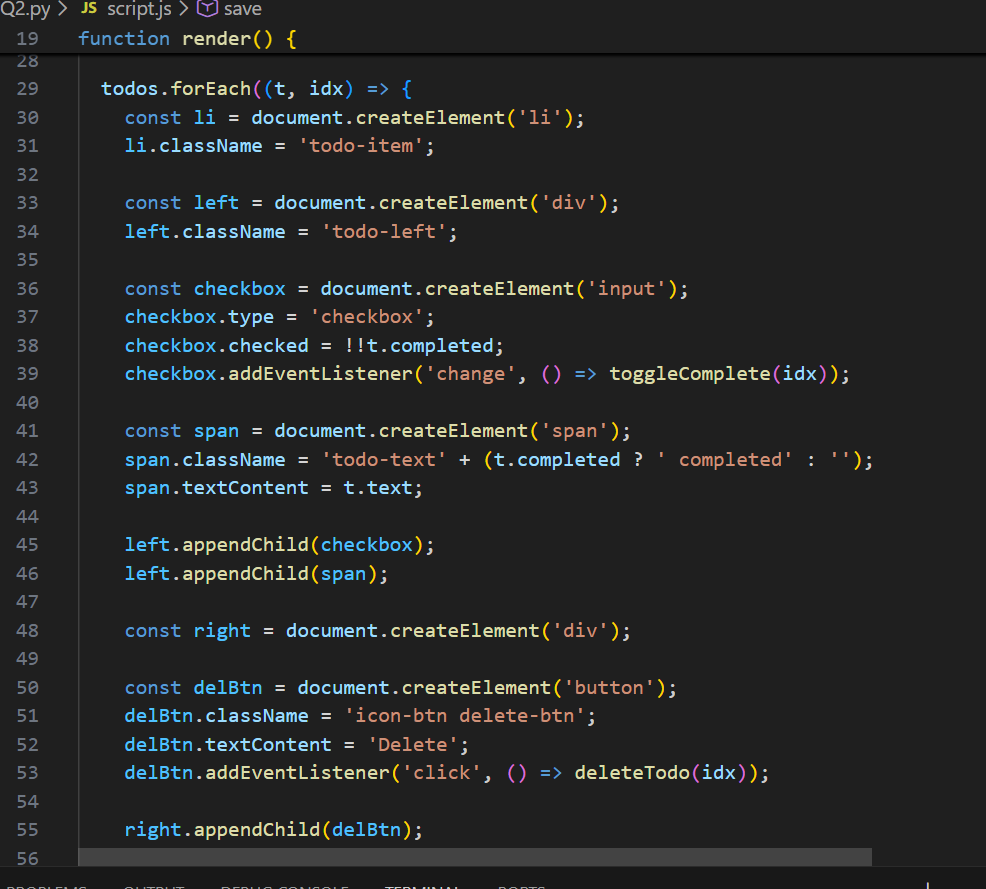 Q2.py > JS script.js > save
19 function render() {
28
29 todos.forEach((t, idx) => {
30 const li = document.createElement('li');
31 li.className = 'todo-item';
32
33 const left = document.createElement('div');
34 left.className = 'todo-left';
35
36 const checkbox = document.createElement('input');
37 checkbox.type = 'checkbox';
38 checkbox.checked = !!t.completed;
39 checkbox.addEventListener('change', () => toggleComplete(idx));
40
41 const span = document.createElement('span');
42 span.className = 'todo-text' + (t.completed ? ' completed' : '');
43 span.textContent = t.text;
44
45 left.appendChild(checkbox);
46 left.appendChild(span);
47
48 const right = document.createElement('div');
49
50 const delBtn = document.createElement('button');
51 delBtn.className = 'icon-btn delete-btn';
52 delBtn.textContent = 'Delete';
53 delBtn.addEventListener('click', () => deleteTodo(idx));
54
55 right.appendChild(delBtn);
56
PROBLEMS OUTPUT DEBUG CONSOLE TERMINAL PORTS